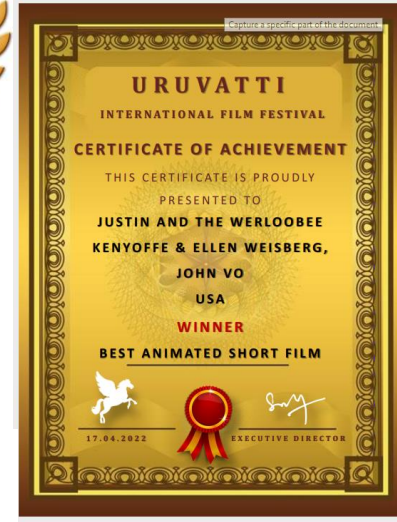 Capture a specific part of the document
URUVATTI
INTERNATIONAL FILM FESTIVAL
CERTIFICATE OF ACHIEVEMENT
THIS CERTIFICATE IS PROUDLY
PRESENTED TO
JUSTIN AND THE WERLOOBEE
KENYOFFE & ELLEN WEISBERG,
JOHN VO
USA
WINNER
BEST ANIMATED SHORT FILM
17.04.2022 EXECUTIVE DIRECTOR